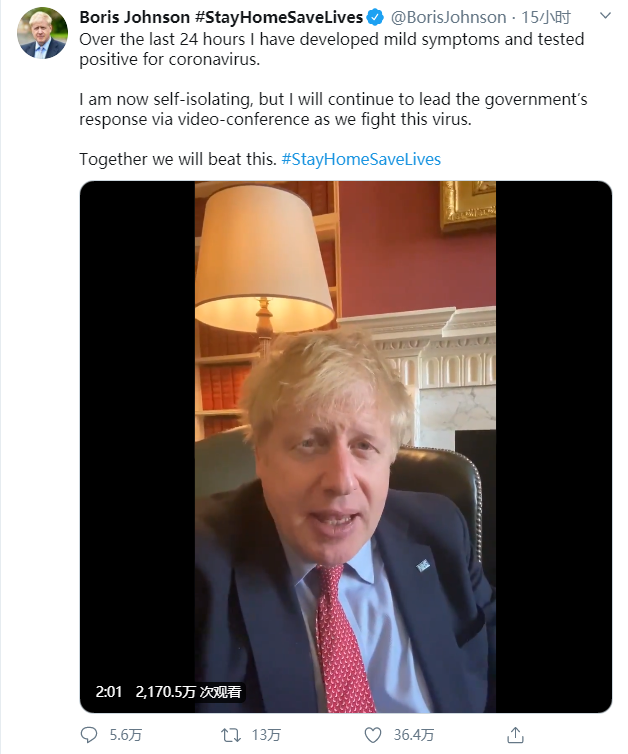 Boris Johnson #StayHomeSaveLives @BorisJohnson · 15小时
Over the last 24 hours I have developed mild symptoms and tested
positive for coronavirus.
I am now self-isolating, but I will continue to lead the government’s
response via video-conference as we fight this virus.
Together we will beat this. #StayHomeSaveLives
2:01 2,170.5万 次观看
5.6万 13万 36.4万